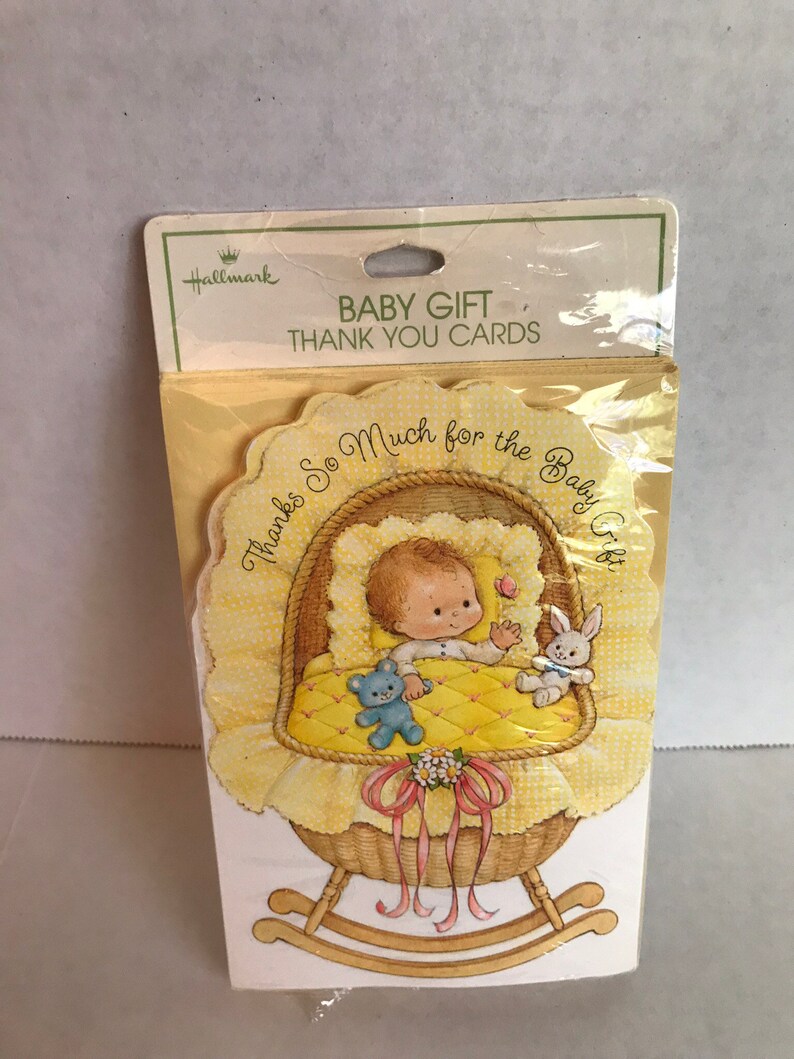 Hallmark
BABY GIFT
THANK YOU CARDS
Thanks So Much for the Baby Gift